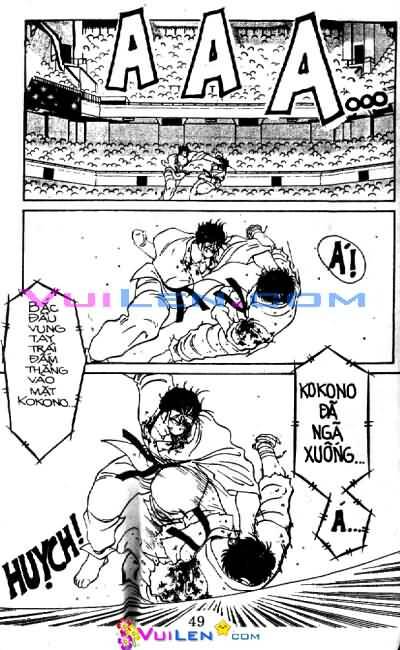 AAA...
Á!
VUILEN.COM
BẮC
ĐẨU
VUNG
TAY
TRÁI
ĐẤM
THẲNG
VÀO
MẶT
KOKONO...
KOKONO
ĐÃ
NGÃ
XUỐNG...
Á...
HUỴCH!
49
VUILEN.COM